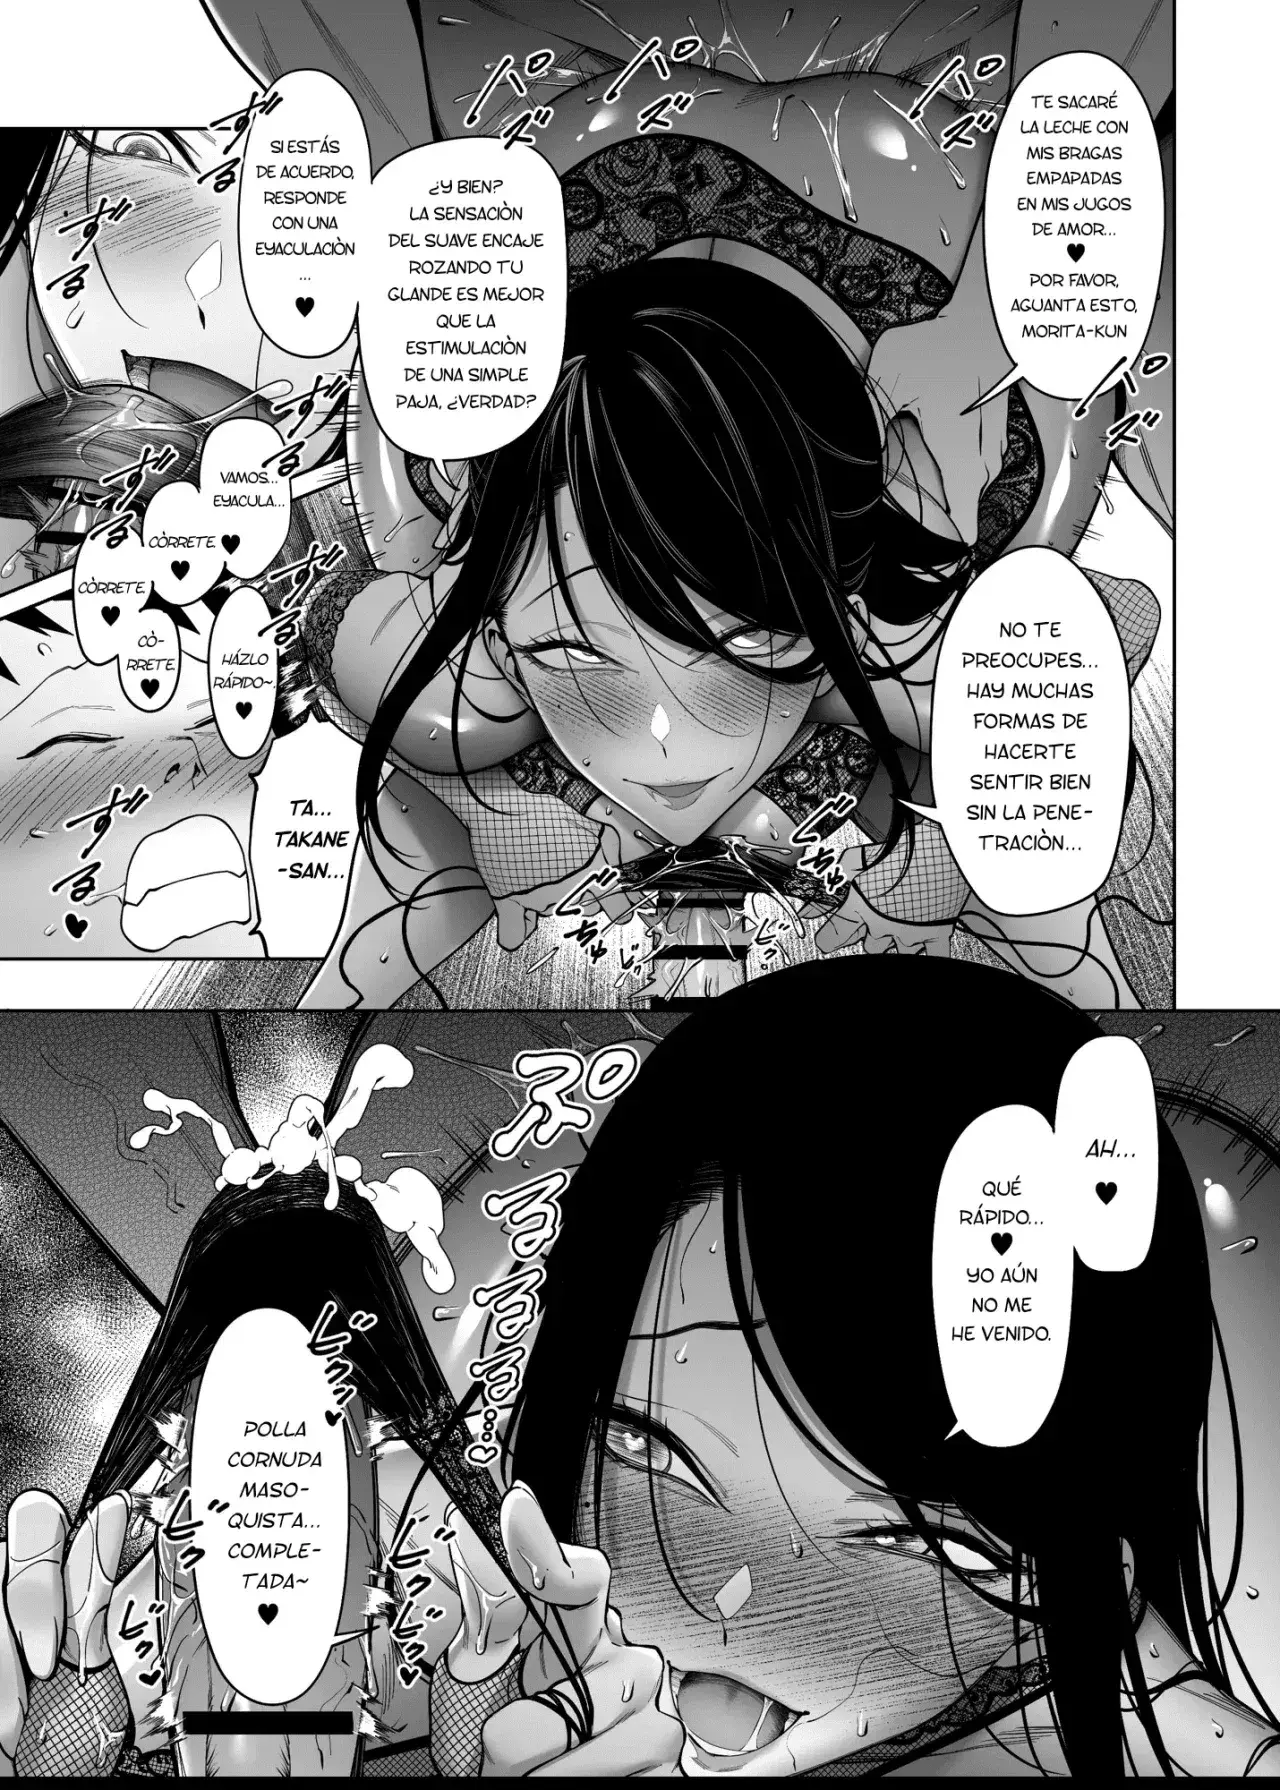 TE SACARÉ
LA LECHE CON
MIS BRAGAS
EMPAPADAS
EN MIS JUGOS
DE AMOR...
♥
POR FAVOR,
AGUANTA ESTO,
MORITA-KUN
NO TE
PREOCUPES...
HAY MUCHAS
FORMAS DE
HACERTE
SENTIR BIEN
SIN LA PENE-
TRACIÒN...
¿Y BIEN?
LA SENSACIÒN
DEL SUAVE ENCAJE
ROZANDO TU
GLANDE ES MEJOR
QUE LA
ESTIMULACIÒN
DE UNA SIMPLE
PAJA, ¿VERDAD?
SI ESTÁS
DE ACUERDO,
RESPONDE
CON UNA
EYACULACIÒN
...
♥
VAMOS...
EYACULA...
♥
CÒRRETE.
♥
CÒRRETE.
♥
CÒ-
RRETE.
♥
HÁZLO
RÁPIDO~.
♥
TA...
TAKANE
-SAN...
AH...
♥
QUÉ
RÁPIDO...
♥
YO AÚN
NO ME
HE VENIDO.
POLLA
CORNUDA
MASO-
QUISTA...
COMPLE-
TADA~
♥